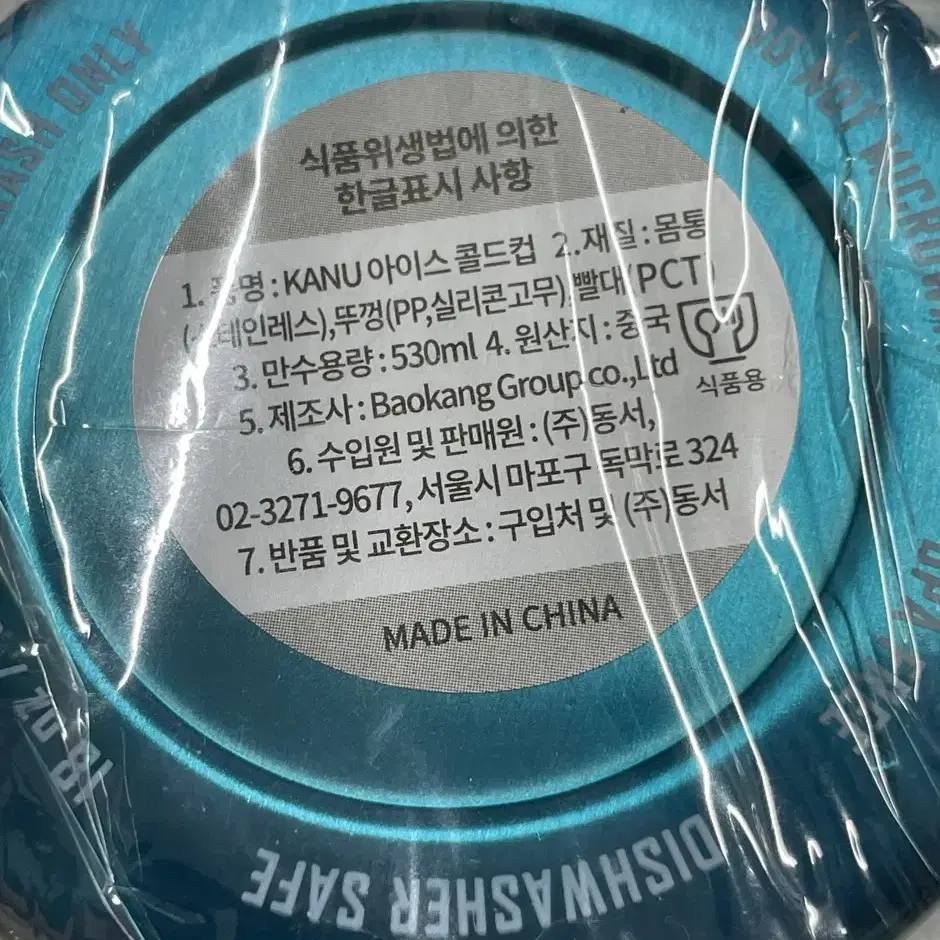 식품위생법에 의한
한글표시 사항
1. 품명 : KANU 아이스 콜드컵 2. 재질 : 몸통
(스테인레스),뚜껑(PP,실리콘고무),빨대(PCT)
3. 만수용량 : 530ml 4. 원산지 : 중국
식품용
5. 제조사 : Baokang Group co.,Ltd
6. 수입원 및 판매원 : (주)동서,
02-3271-9677, 서울시 마포구 독막로 324
7. 반품 및 교환장소 : 구입처 및 (주)동서
MADE IN CHINA
WASH ONLY
DO NOT MICROW
DISHWASHER SAFE